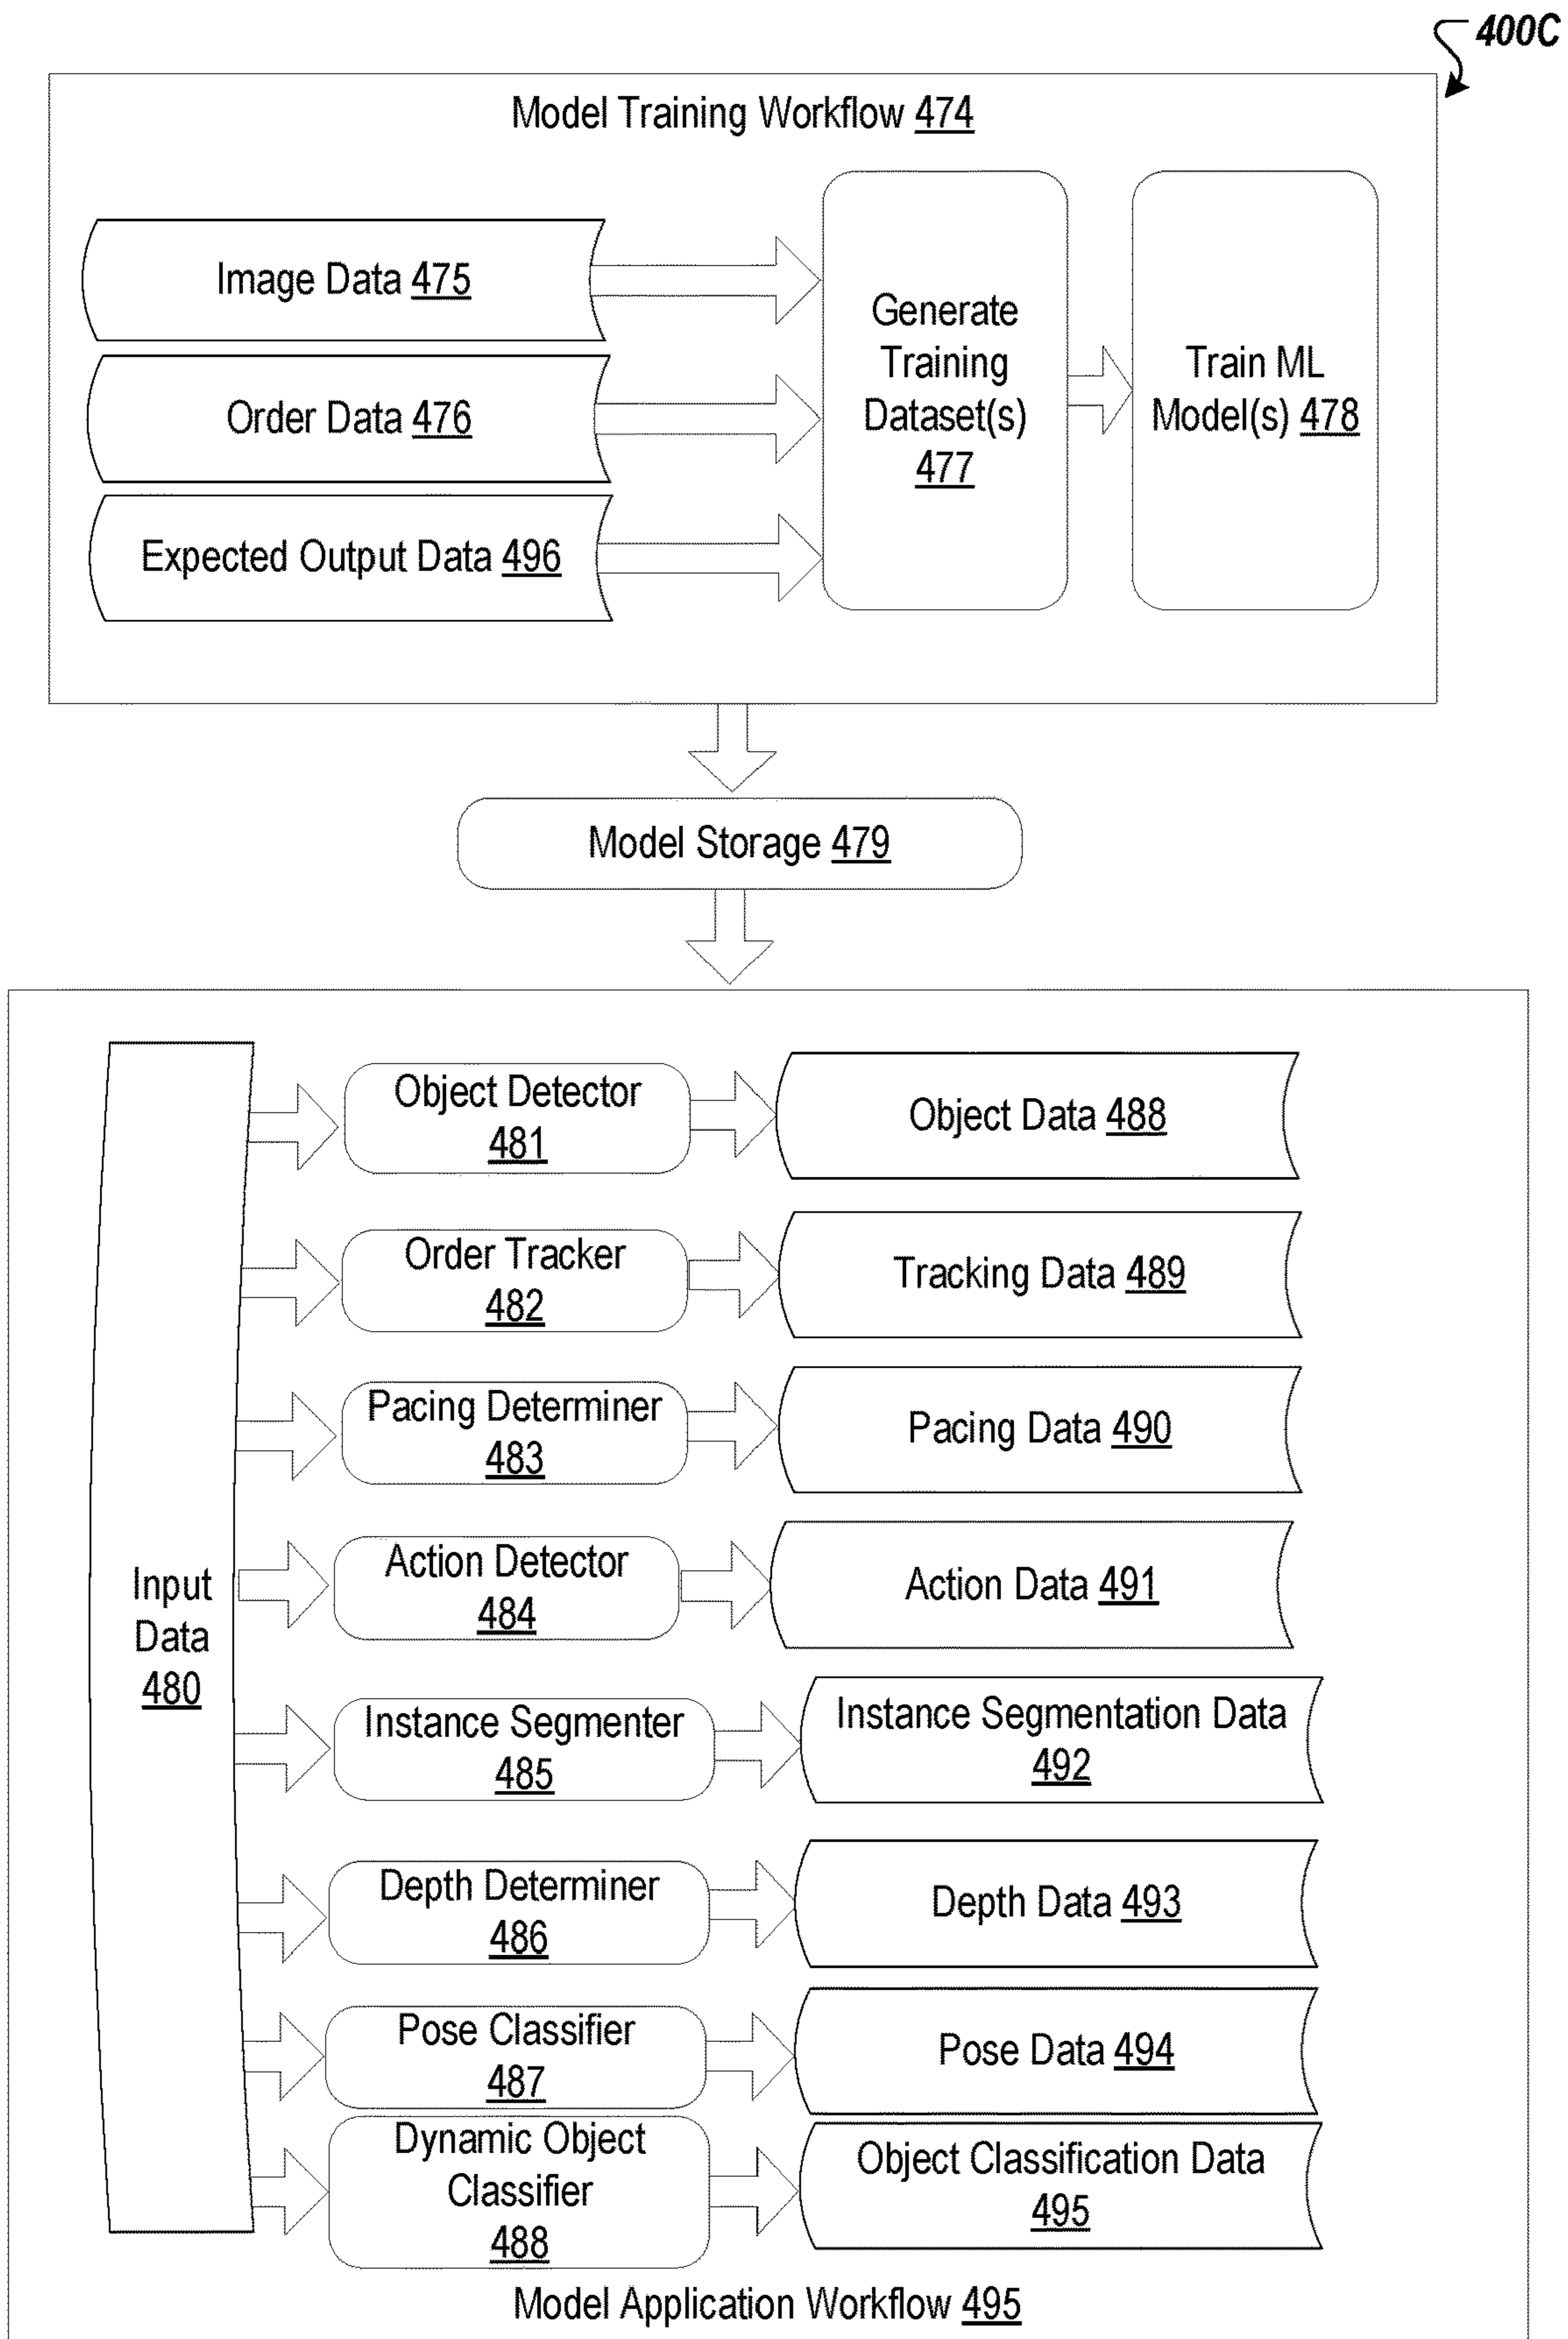 400C
Model Training Workflow 474
Image Data 475
Order Data 476
Expected Output Data 496
Generate
Training
Dataset(s)
477
Train ML
Model(s) 478
Model Storage 479
Input
Data
480
Object Detector
481
Object Data 488
Order Tracker
482
Tracking Data 489
Pacing Determiner
483
Pacing Data 490
Action Detector
484
Action Data 491
Instance Segmenter
485
Instance Segmentation Data
492
Depth Determiner
486
Depth Data 493
Pose Classifier
487
Pose Data 494
Dynamic Object
Classifier
488
Object Classification Data
495
Model Application Workflow 495